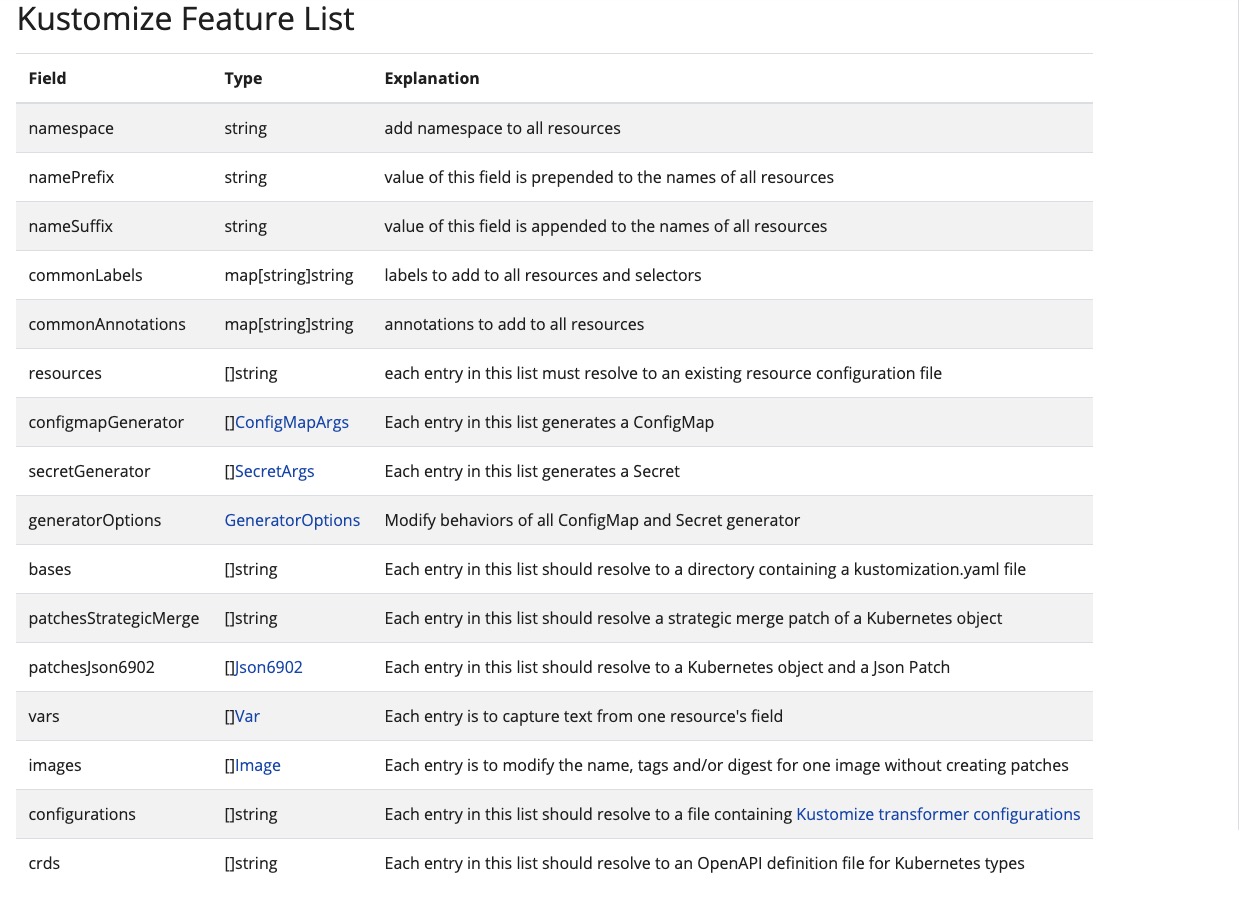 Kustomize Feature List
Field Type Explanation
namespace string add namespace to all resources
namePrefix string value of this field is prepended to the names of all resources
nameSuffix string value of this field is appended to the names of all resources
commonLabels map[string]string labels to add to all resources and selectors
commonAnnotations map[string]string annotations to add to all resources
resources []string each entry in this list must resolve to an existing resource configuration file
configmapGenerator []ConfigMapArgs Each entry in this list generates a ConfigMap
secretGenerator []SecretArgs Each entry in this list generates a Secret
generatorOptions GeneratorOptions Modify behaviors of all ConfigMap and Secret generator
bases []string Each entry in this list should resolve to a directory containing a kustomization.yaml file
patchesStrategicMerge []string Each entry in this list should resolve a strategic merge patch of a Kubernetes object
patchesJson6902 []Json6902 Each entry in this list should resolve to a Kubernetes object and a Json Patch
vars []Var Each entry is to capture text from one resource's field
images []Image Each entry is to modify the name, tags and/or digest for one image without creating patches
configurations []string Each entry in this list should resolve to a file containing Kustomize transformer configurations
crds []string Each entry in this list should resolve to an OpenAPI definition file for Kubernetes types